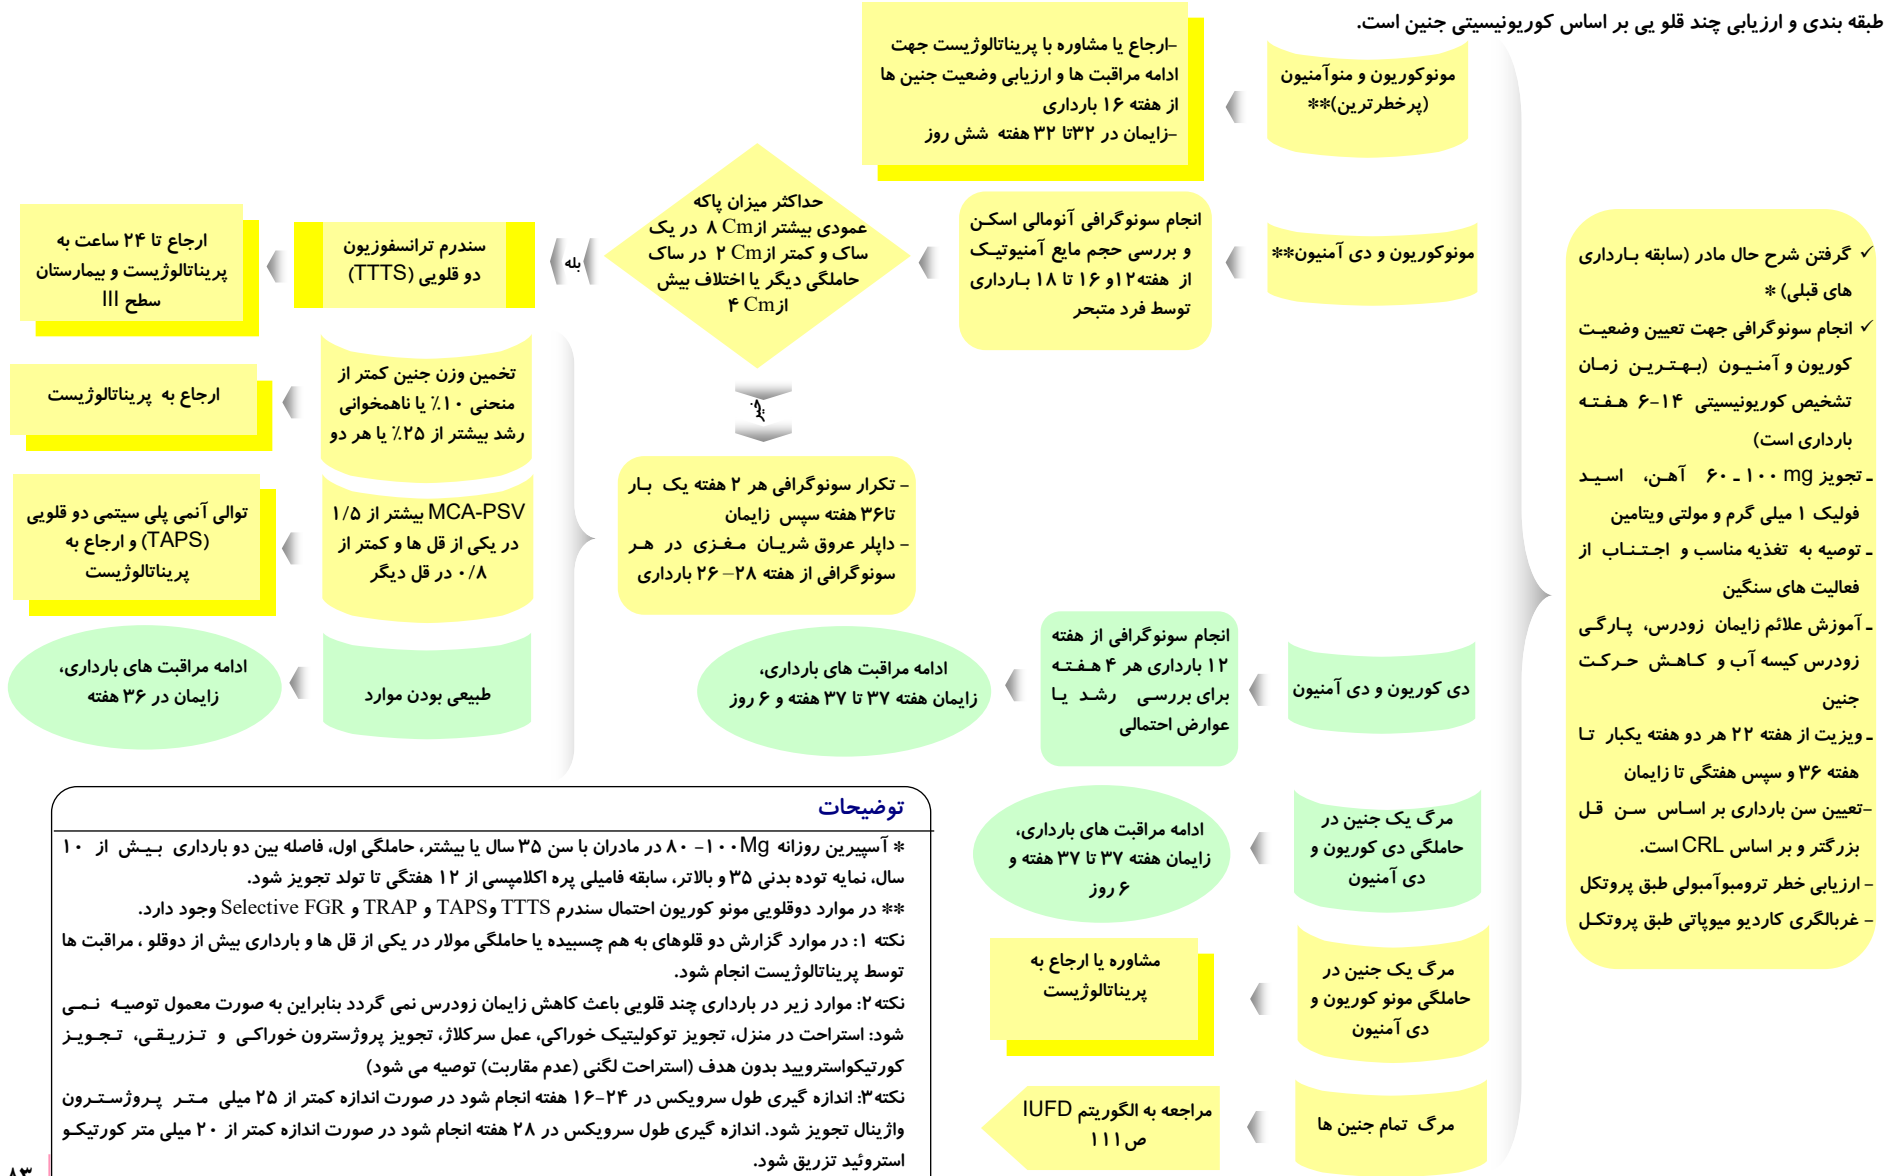 طبقه بندی و ارزیابی چند قلو یی بر اساس کوریونیسیتی جنین است.
✓ گرفتن شرح حال مادر (سابقه بارداری
های قبلی) *
✓ انجام سونوگرافی جهت تعیین وضعیت
کوریون و آمنیون (بهترین زمان
تشخیص کوریونیسیتی ۱۴-۶ هفته
بارداری است)
ـ تجویز ۱۰۰ mg ـ ۶۰ آهن، اسید
فولیک ۱ میلی گرم و مولتی ویتامین
ـ توصیه به تغذیه مناسب و اجتناب از
فعالیت های سنگین
ـ آموزش علائم زایمان زودرس، پارگی
زودرس کیسه آب و کاهش حرکت
جنین
ـ ویزیت از هفته ۲۲ هر دو هفته یکبار تا
هفته ۳۶ و سپس هفتگی تا زایمان
-تعیین سن بارداری بر اساس سن قل
بزرگتر و بر اساس CRL است.
- ارزیابی خطر ترومبوآمبولی طبق پروتکل
- غربالگری کاردیو میوپاتی طبق پروتکل
مونوکوریون و منوآمنیون
(پرخطرترین)**
-ارجاع یا مشاوره با پریناتالوژیست جهت
ادامه مراقبت ها و ارزیابی وضعیت جنین ها
از هفته ۱۶ بارداری
-زایمان در ۳۲تا ۳۲ هفته شش روز
مونوکوریون و دی آمنیون**
انجام سونوگرافی آنومالی اسکن
و بررسی حجم مایع آمنیوتیک
از هفته۱۲و ۱۶ تا ۱۸ بارداری
توسط فرد متبحر
حداکثر میزان پاکه
عمودی بیشتر از۸ Cm در یک
ساک و کمتر از۲ Cm در ساک
حاملگی دیگر یا اختلاف بیش
از۴ Cm
بله
سندرم ترانسفوزیون
دو قلویی (TTTS)
ارجاع تا ۲۴ ساعت به
پریناتالوژیست و بیمارستان
سطح III
خیر
- تکرار سونوگرافی هر ۲ هفته یک بار
تا۳۶ هفته سپس زایمان
- داپلر عروق شریان مغزی در هر
سونوگرافی از هفته ۲۸– ۲۶ بارداری
تخمین وزن جنین کمتر از
منحنی ۱۰٪ یا ناهمخوانی
رشد بیشتر از ۲۵٪ یا هر دو
ارجاع به پریناتالوژیست
MCA-PSV بیشتر از ۱/۵
در یکی از قل ها و کمتر از
۰/۸ در قل دیگر
توالی آنمی پلی سیتمی دو قلویی
(TAPS) و ارجاع به
پریناتالوژیست
طبیعی بودن موارد
ادامه مراقبت های بارداری،
زایمان در ۳۶ هفته
دی کوریون و دی آمنیون
انجام سونوگرافی از هفته
۱۲ بارداری هر ۴ هفته
برای بررسی رشد یا
عوارض احتمالی
ادامه مراقبت های بارداری،
زایمان هفته ۳۷ تا ۳۷ هفته و ۶ روز
مرگ یک جنین در
حاملگی دی کوریون و
دی آمنیون
ادامه مراقبت های بارداری،
زایمان هفته ۳۷ تا ۳۷ هفته و
۶ روز
مرگ یک جنین در
حاملگی مونو کوریون و
دی آمنیون
مشاوره یا ارجاع به
پریناتالوژیست
مرگ تمام جنین ها
مراجعه به الگوریتم IUFD
ص۱۱۱
توضیحات
* آسپیرین روزانه ۱۰۰Mg- ۸۰ در مادران با سن ۳۵ سال یا بیشتر، حاملگی اول، فاصله بین دو بارداری بیش از ۱۰
سال، نمایه توده بدنی ۳۵ و بالاتر، سابقه فامیلی پره اکلامپسی از ۱۲ هفتگی تا تولد تجویز شود.
** در موارد دوقلویی مونو کوریون احتمال سندرم TTTS وTAPS و TRAP و Selective FGR وجود دارد.
نکته ۱: در موارد گزارش دو قلوهای به هم چسبیده یا حاملگی مولار در یکی از قل ها و بارداری بیش از دوقلو ، مراقبت ها
توسط پریناتالوژیست انجام شود.
نکته۲: موارد زیر در بارداری چند قلویی باعث کاهش زایمان زودرس نمی گردد بنابراین به صورت معمول توصیه نمی
شود: استراحت در منزل، تجویز توکولیتیک خوراکی، عمل سرکلاژ، تجویز پروژسترون خوراکی و تزریقی، تجویز
کورتیکواسترویید بدون هدف (استراحت لگنی (عدم مقاربت) توصیه می شود)
نکته۳: اندازه گیری طول سرویکس در ۲۴-۱۶ هفته انجام شود در صورت اندازه کمتر از ۲۵ میلی متر پروژسترون
واژینال تجویز شود. اندازه گیری طول سرویکس در ۲۸ هفته انجام شود در صورت اندازه کمتر از ۲۰ میلی متر کورتیکو
استروئید تزریق شود.
۸۳